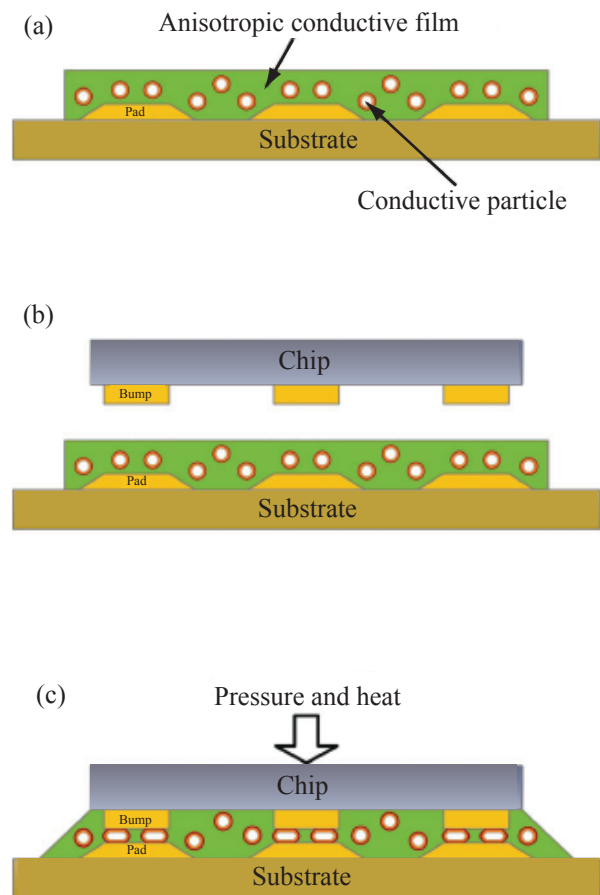 (a)
Anisotropic conductive film
Pad
Substrate
Conductive particle
(b)
Chip
Bump
Pad
Substrate
(c)
Pressure and heat
Chip
Bump
Pad
Substrate